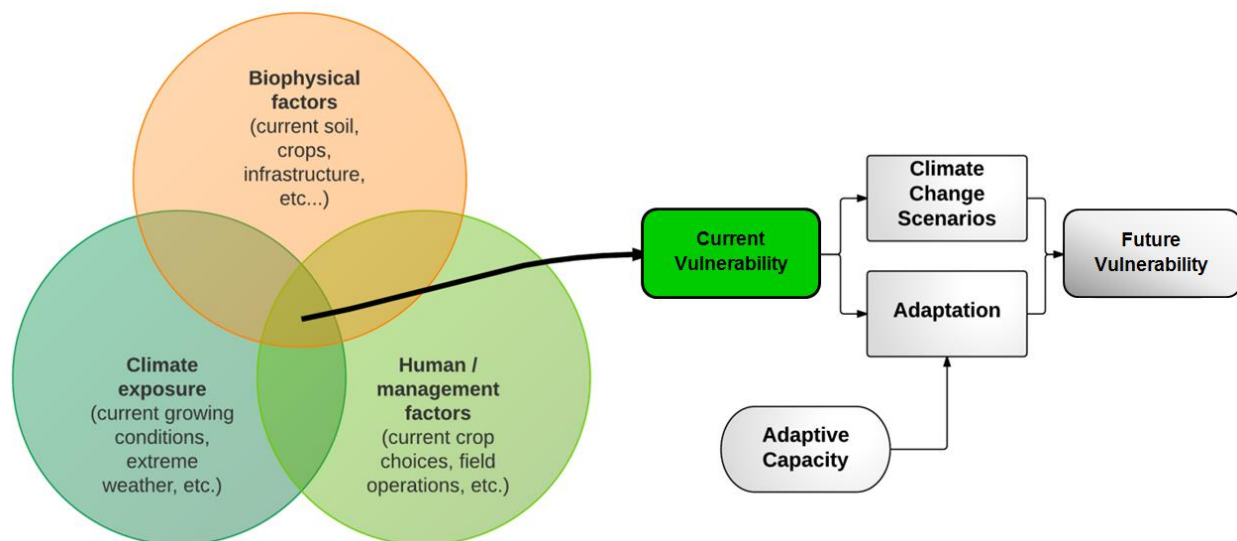 Biophysical
factors
(current soil,
crops,
infrastructure,
etc...)
Climate
exposure
(current growing
conditions,
extreme
weather, etc.)
Human /
management
factors
(current crop
choices, field
operations, etc.)
Current
Vulnerability
Climate
Change
Scenarios
Adaptation
Adaptive
Capacity
Future
Vulnerability